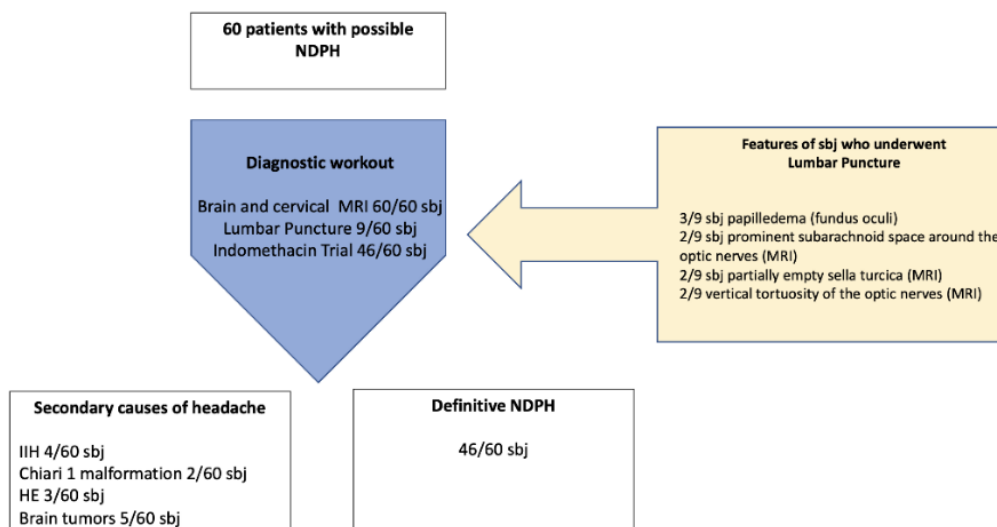 60 patients with possible
NDPH
Diagnostic workout
Brain and cervical MRI 60/60 sbj
Lumbar Puncture 9/60 sbj
Indomethacin Trial 46/60 sbj
Features of sbj who underwent
Lumbar Puncture
3/9 sbj papilledema (fundus oculi)
2/9 sbj prominent subarachnoid space around the
optic nerves (MRI)
2/9 sbj partially empty sella turcica (MRI)
2/9 vertical tortuosity of the optic nerves (MRI)
Secondary causes of headache
IIH 4/60 sbj
Chiari 1 malformation 2/60 sbj
HE 3/60 sbj
Brain tumors 5/60 sbj
Definitive NDPH
46/60 sbj